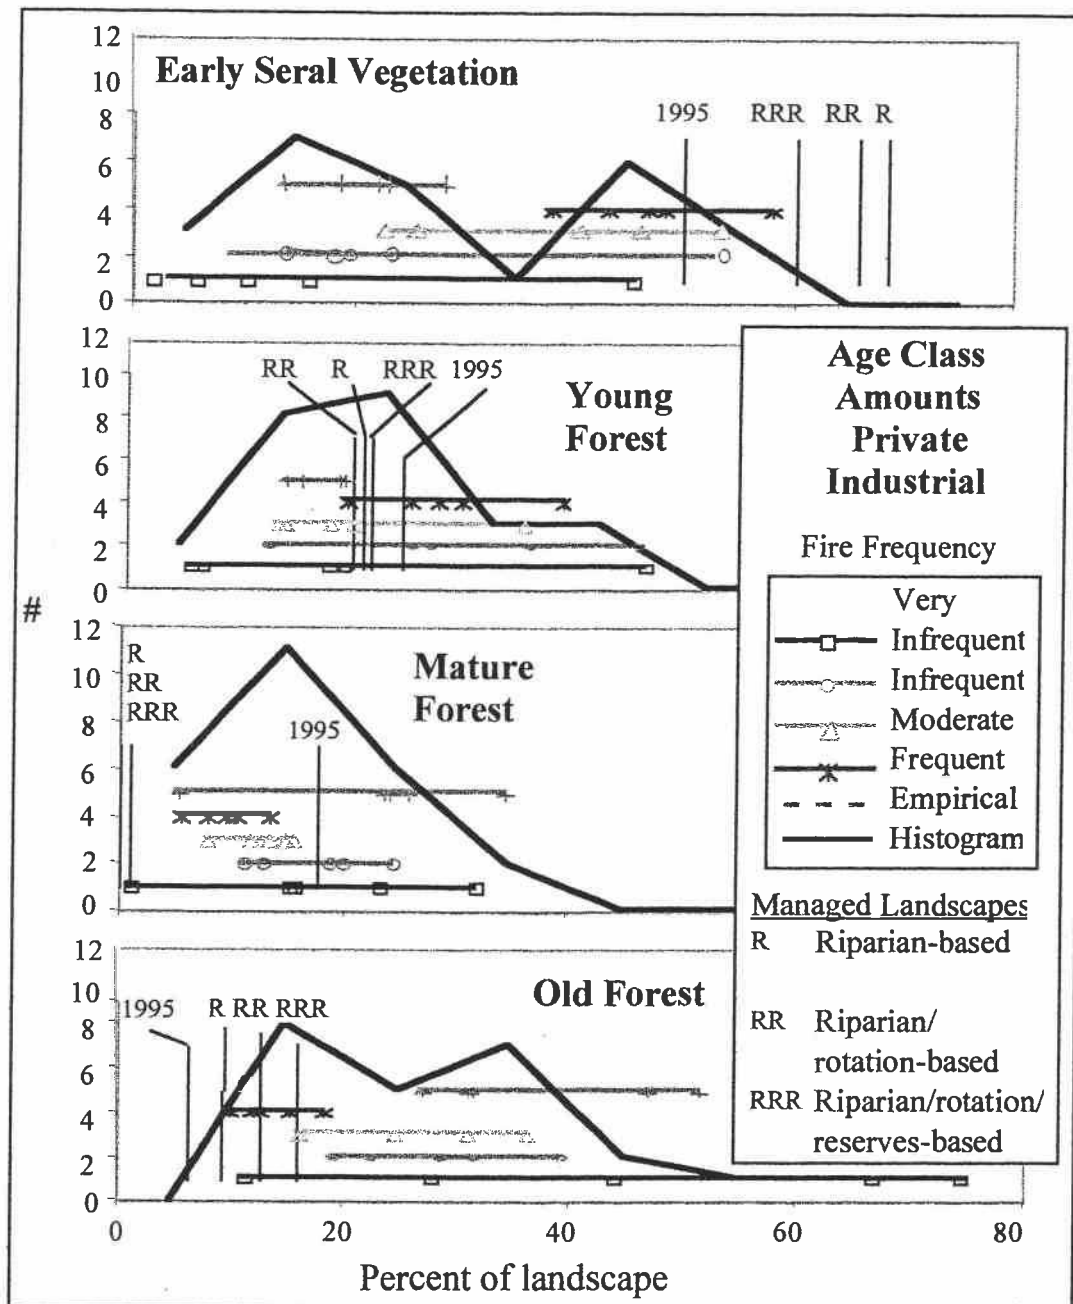 12
10
8
6
4
2
0
Early Seral Vegetation
1995 RRR RR R
12
10
8
6
4
2
0
RR R RRR 1995
Young
Forest
#
12
10
8
6
4
2
0
R
RR
RRR
1995
Mature
Forest
12
10
8
6
4
2
0
1995 R RR RRR
Old Forest
0 20 40 60 80
Percent of landscape
Age Class
Amounts
Private
Industrial
Fire Frequency
Very
Infrequent
Infrequent
Moderate
Frequent
Empirical
Histogram
Managed Landscapes
R Riparian-based
RR Riparian/
rotation-based
RRR Riparian/rotation/
reserves-based